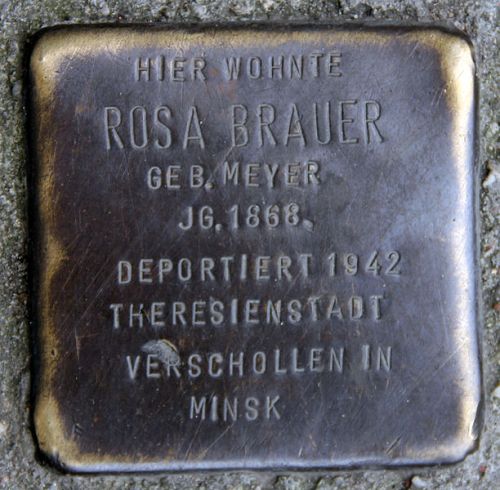 HIER WOHNTE
ROSA BRAUER
GEB. MEYER
JG. 1868
DEPORTIERT 1942
THERESIENSTADT
VERSCHOLLEN IN
MINSK